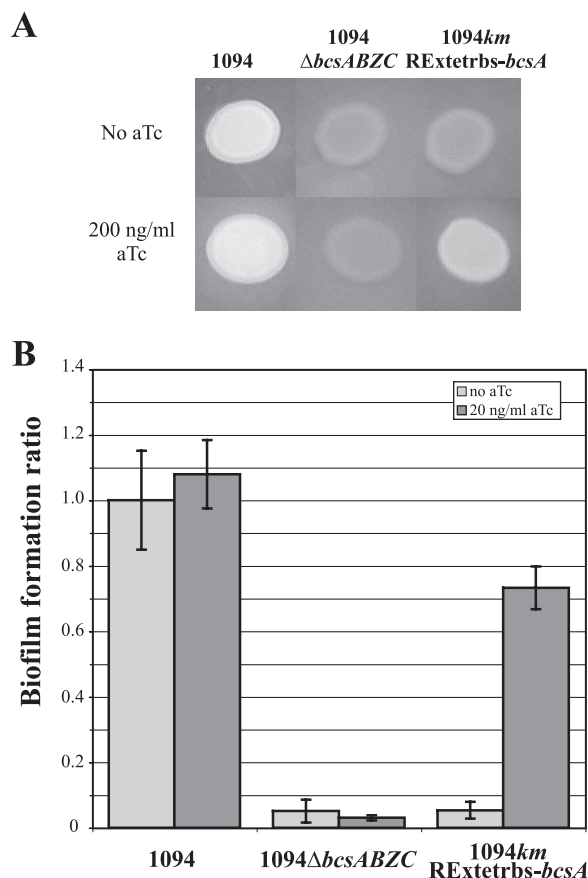 A
1094
1094
ΔbcsABZC
1094km
RExtetrbs-bcsA
No aTc
200 ng/ml
aTc
B
1.4
1.2
1.0
0.8
0.6
0.4
0.2
0
Biofilm formation ratio
no aTc
20 ng/ml aTc
1094
1094ΔbcsABZC
1094km
RExtetrbs-bcsA